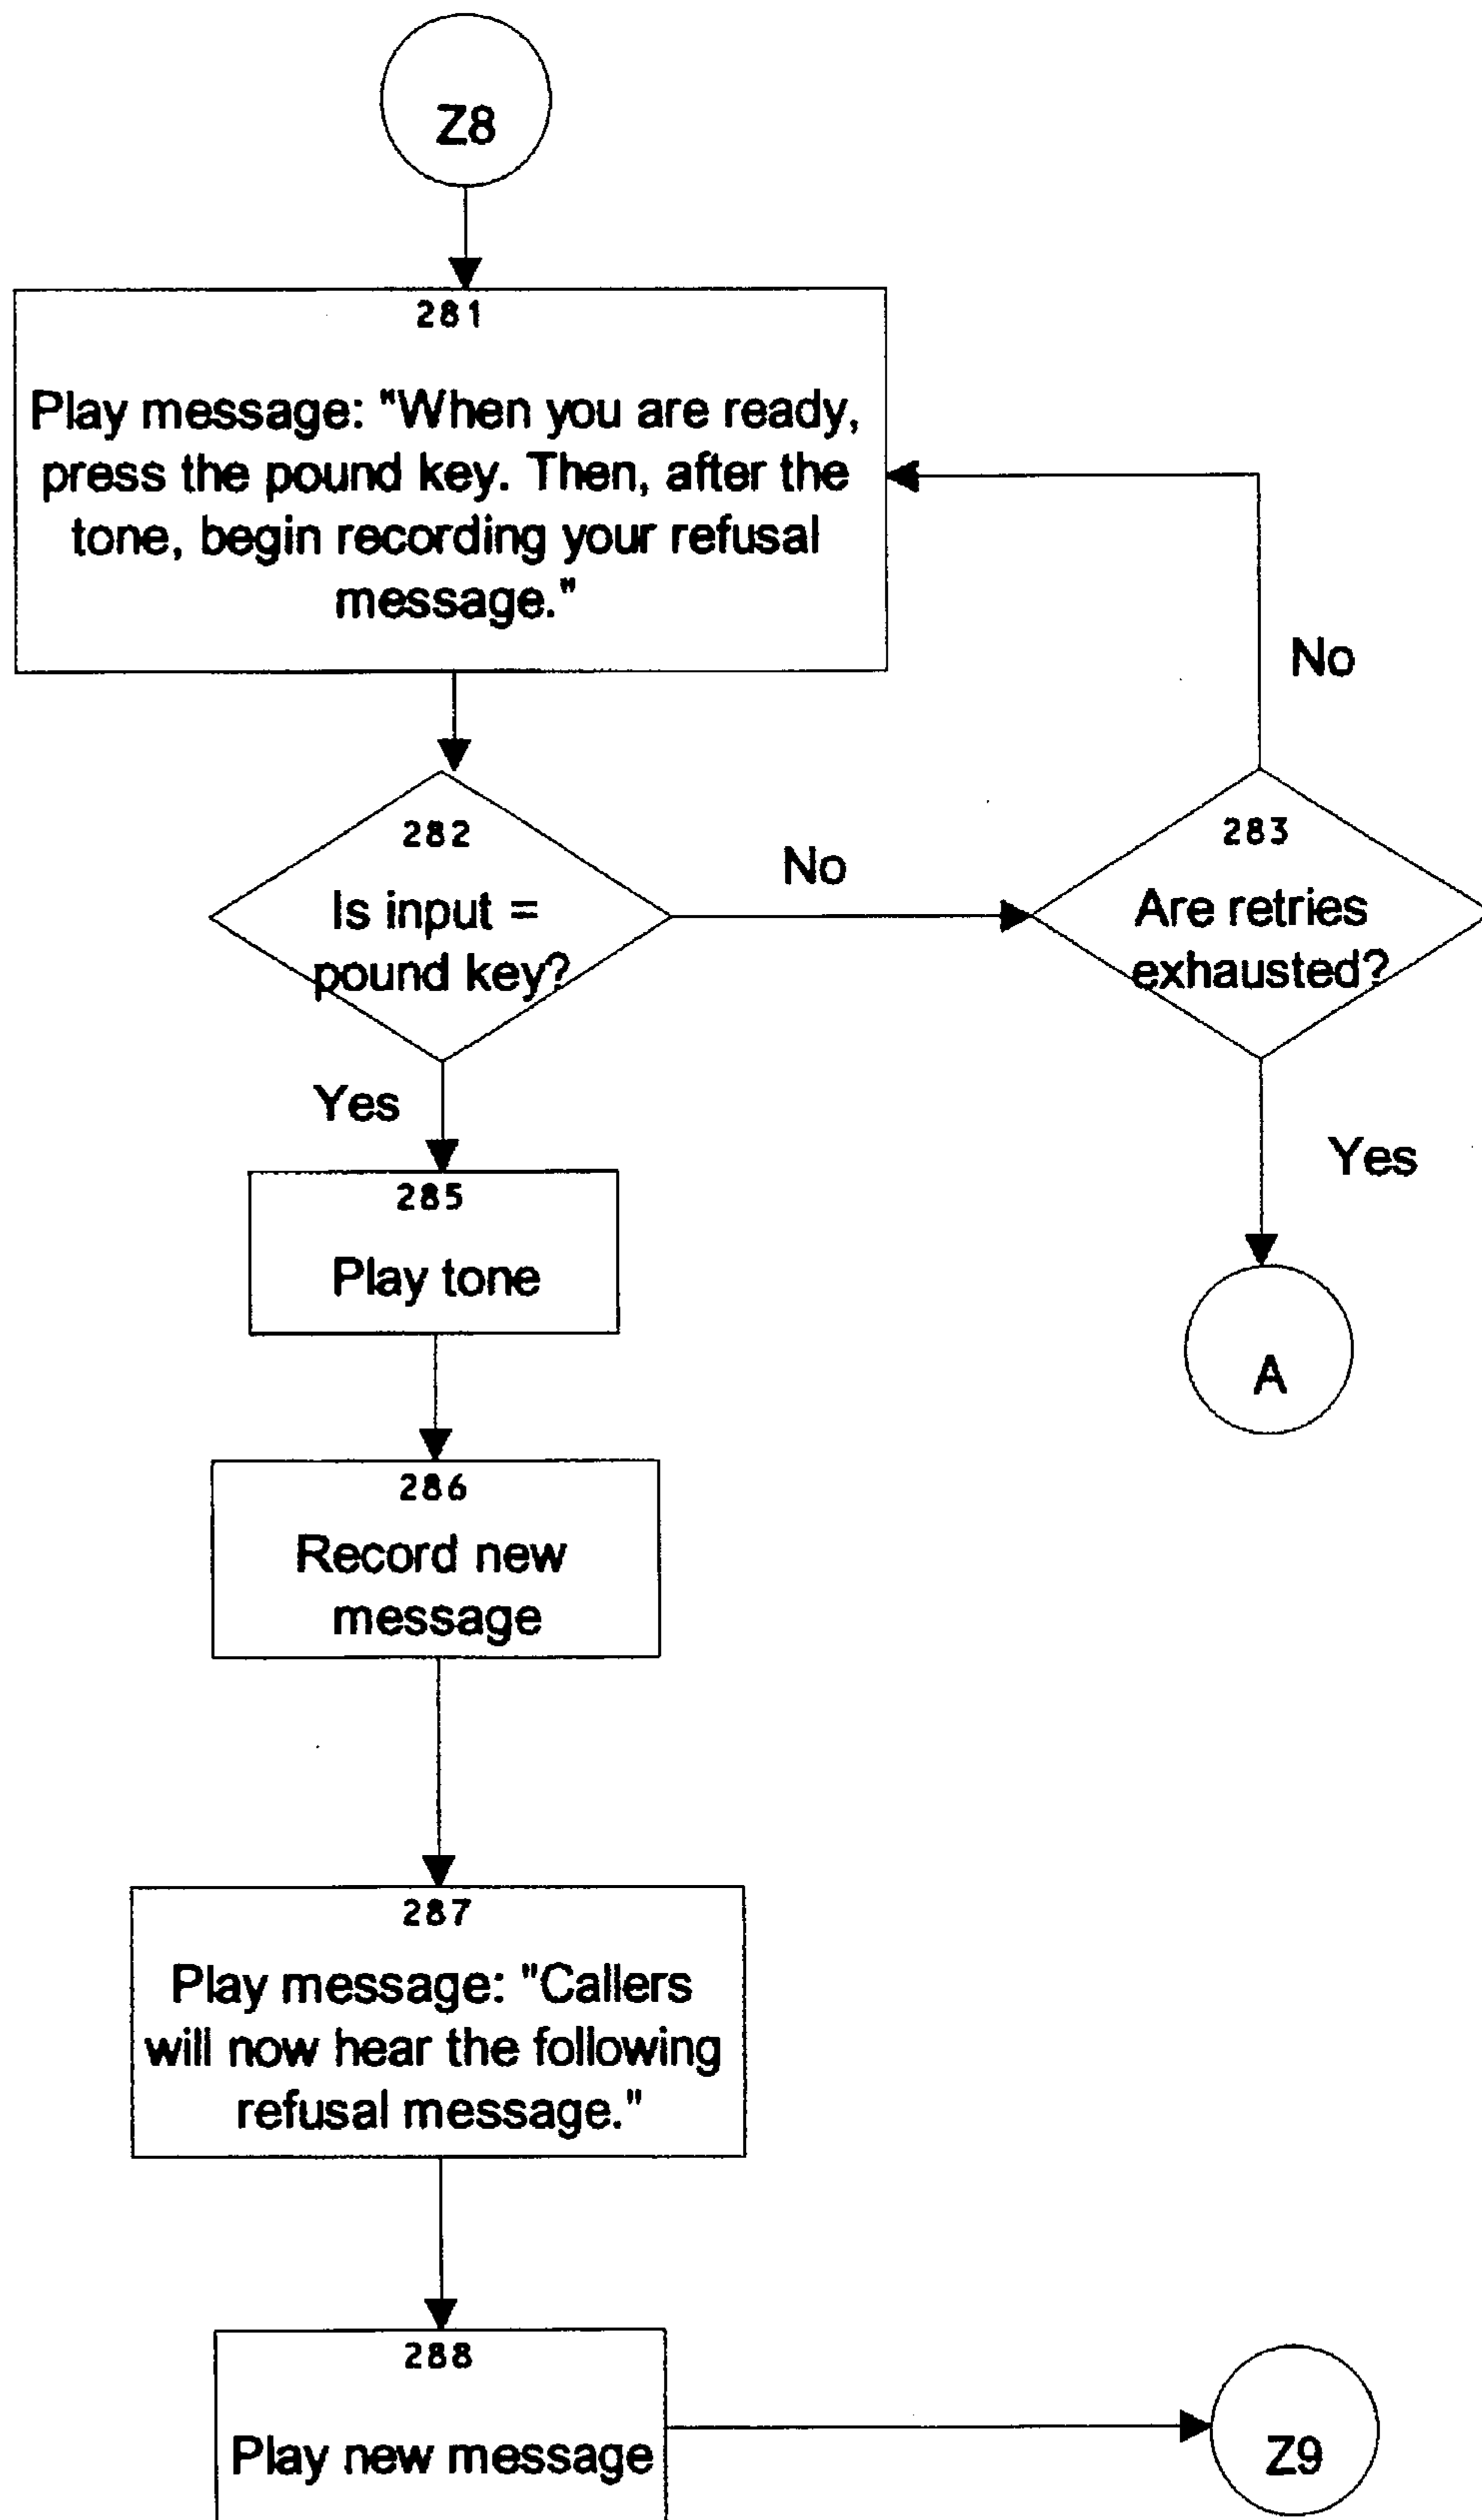 Z8
281
Play message: "When you are ready,
press the pound key. Then, after the
tone, begin recording your refusal
message."
No
282
Is input =
pound key?
No
283
Are retries
exhausted?
Yes
Yes
285
Play tone
A
286
Record new
message
287
Play message: "Callers
will now hear the following
refusal message."
288
Play new message
Z9